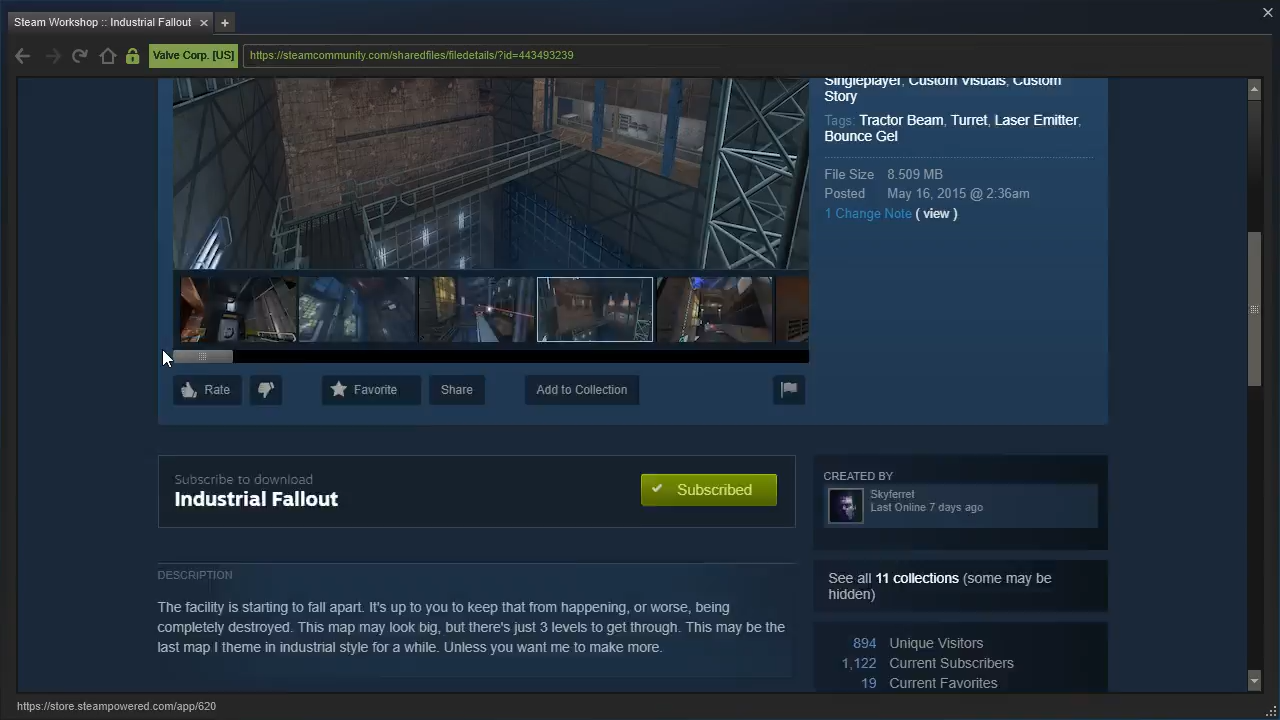 Steam Workshop :: Industrial Fallout
Valve Corp. [US]
https://steamcommunity.com/sharedfiles/filedetails/?id=443493239
Singleplayer, Custom Visuals, Custom
Story
Tags: Tractor Beam, Turret, Laser Emitter,
Bounce Gel
File Size 8.509 MB
Posted May 16, 2015 @ 2:36am
1 Change Note ( view )
Rate
Favorite
Share
Add to Collection
Subscribe to download
Industrial Fallout
Subscribed
CREATED BY
Skyferret
Last Online 7 days ago
See all 11 collections (some may be
hidden)
DESCRIPTION
The facility is starting to fall apart. It's up to you to keep that from happening, or worse, being
completely destroyed. This map may look big, but there's just 3 levels to get through. This may be the
last map I theme in industrial style for a while. Unless you want me to make more.
894 Unique Visitors
1,122 Current Subscribers
19 Current Favorites
https://store.steampowered.com/app/620